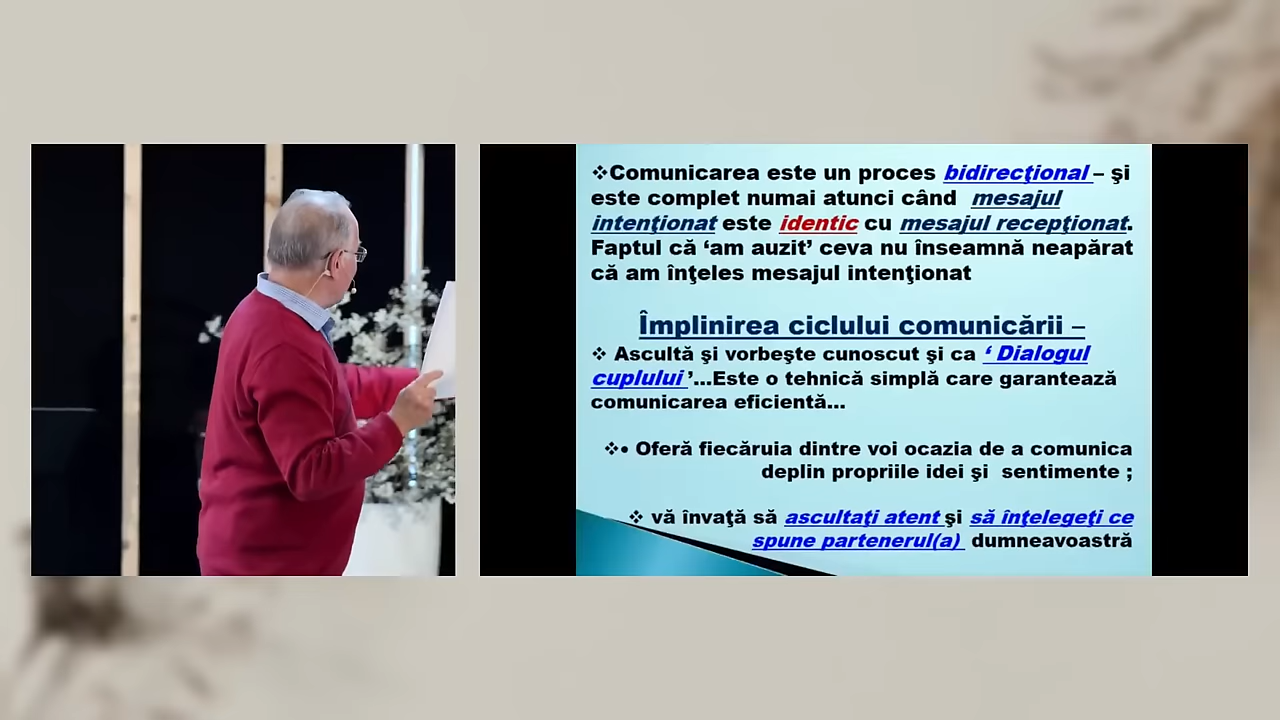 ❖Comunicarea este un proces bidirecţional – şi
este complet numai atunci când mesajul
intenţionat este identic cu mesajul recepţionat.
Faptul că ‘am auzit’ ceva nu înseamnă neapărat
că am înţeles mesajul intenţionat
Împlinirea ciclului comunicării –
❖ Ascultă şi vorbeşte cunoscut şi ca ‘ Dialogul
cuplului ’...Este o tehnică simplă care garantează
comunicarea eficientă...
❖• Oferă fiecăruia dintre voi ocazia de a comunica
deplin propriile idei şi sentimente ;
❖ vă învaţă să ascultaţi atent şi să înţelegeţi ce
spune partenerul(a) dumneavoastră